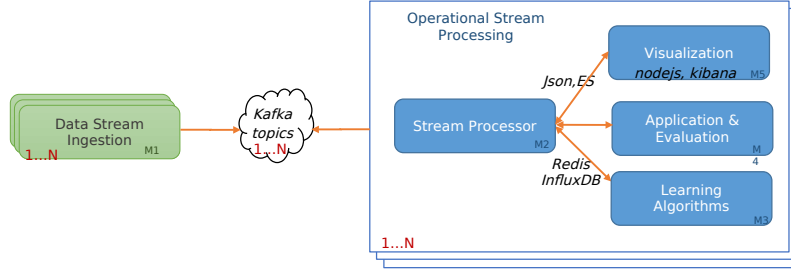 Operational Stream
Processing
Data Stream
Ingestion
M1
1...N
Kafka
topics
1...N
Stream Processor
M2
Json,ES
Redis
InfluxDB
Visualization
nodejs, kibana
M5
Application &
Evaluation
M
4
Learning
Algorithms
M3
1...N